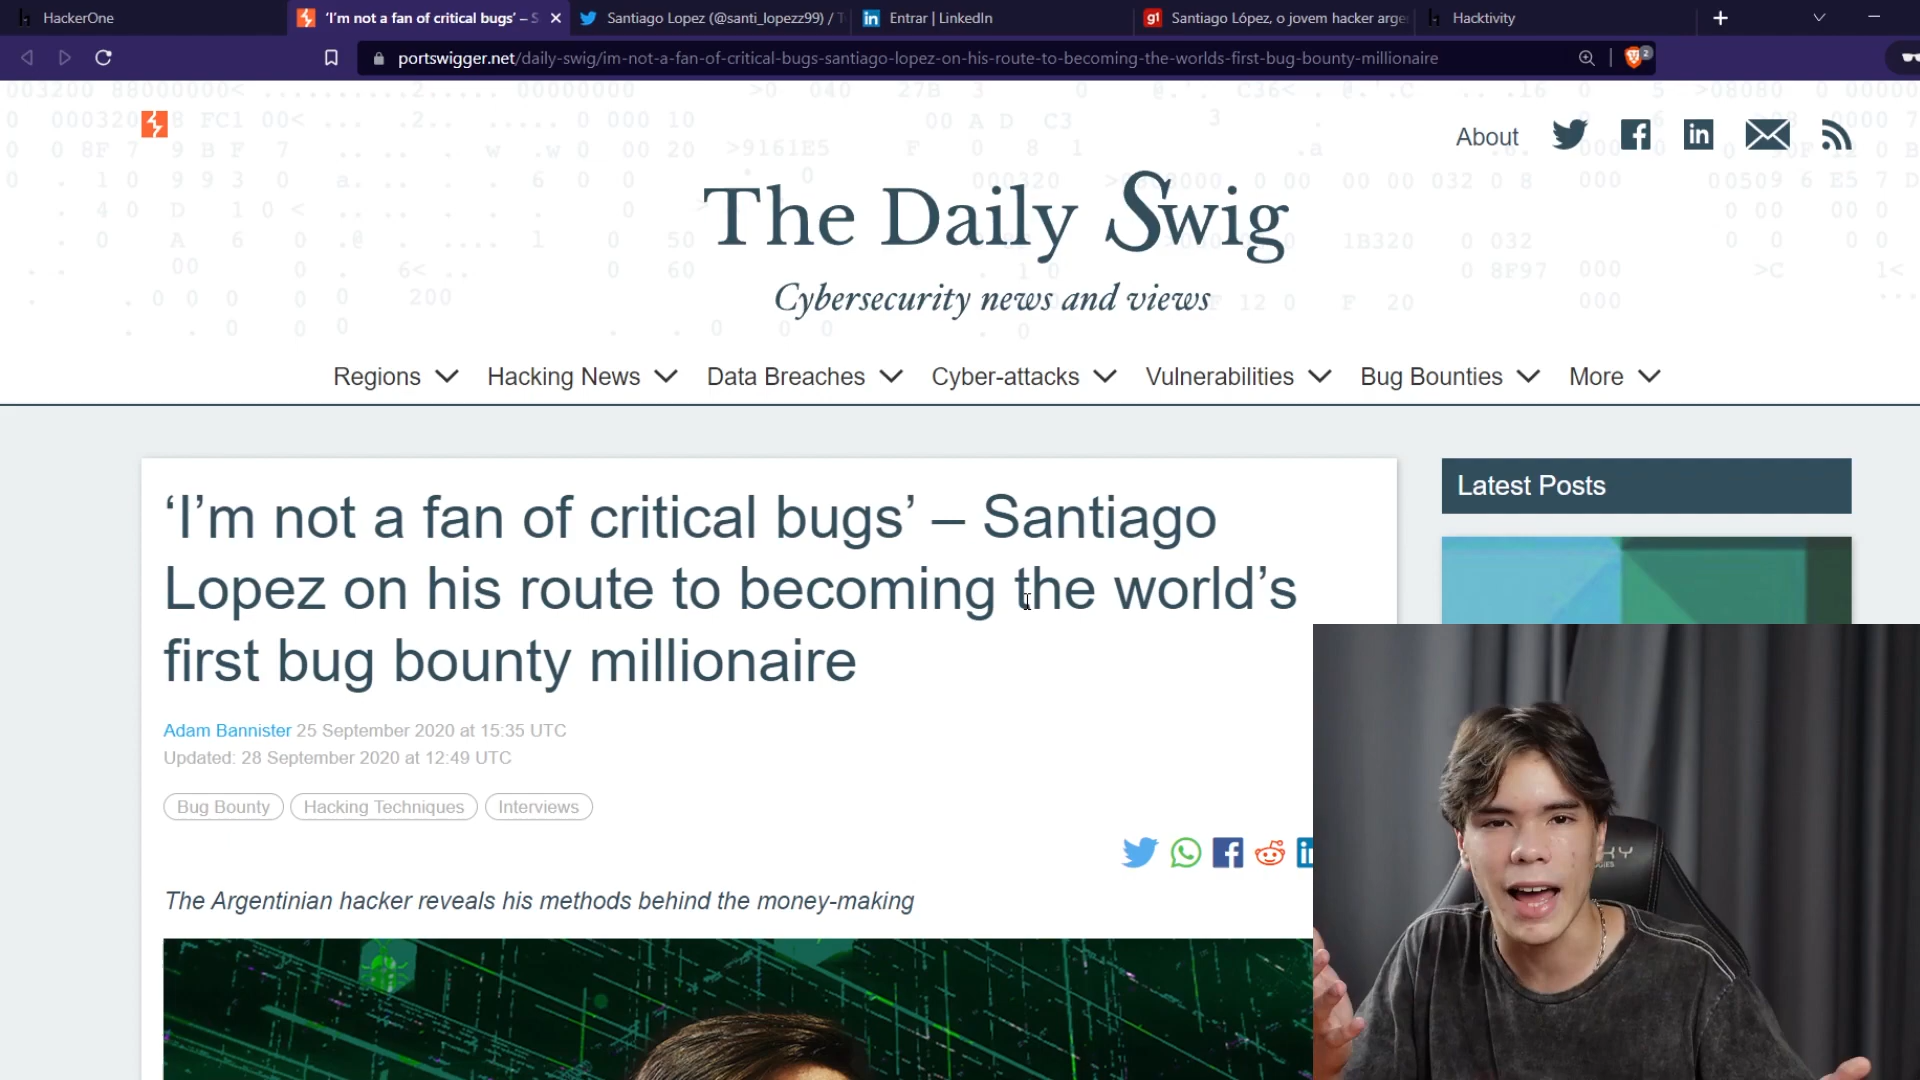 HackerOne
'I'm not a fan of critical bugs' – S
Santiago Lopez (@santi_lopezz99) / T
Entrar | LinkedIn
g1
Santiago López, o jovem hacker arge
Hacktivity
portswigger.net/daily-swig/im-not-a-fan-of-critical-bugs-santiago-lopez-on-his-route-to-becoming-the-worlds-first-bug-bounty-millionaire
2
About
The Daily Swig
Cybersecurity news and views
Regions
Hacking News
Data Breaches
Cyber-attacks
Vulnerabilities
Bug Bounties
More
‘I’m not a fan of critical bugs’ – Santiago
Lopez on his route to becoming the world’s
first bug bounty millionaire
Latest Posts
Adam Bannister 25 September 2020 at 15:35 UTC
Updated: 28 September 2020 at 12:49 UTC
Bug Bounty
Hacking Techniques
Interviews
The Argentinian hacker reveals his methods behind the money-making